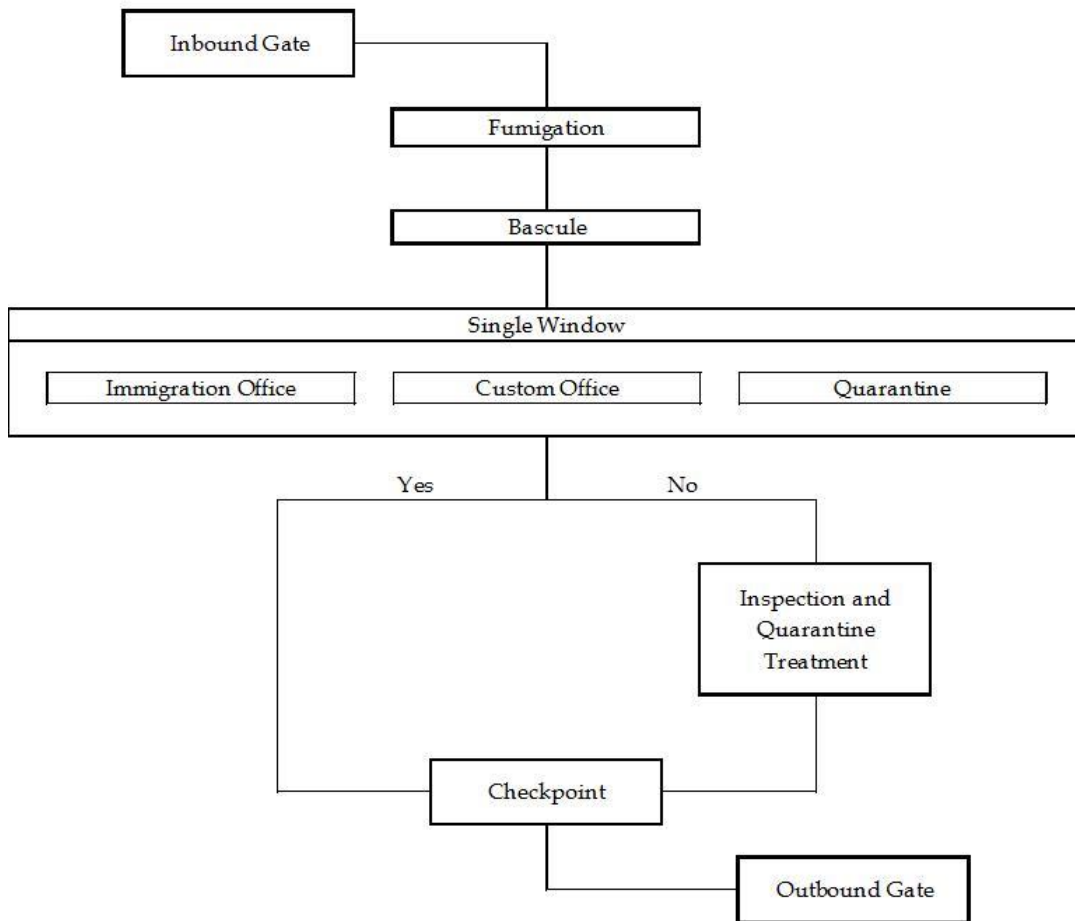 Inbound Gate
Fumigation
Bascule
Single Window
Immigration Office
Custom Office
Quarantine
Yes
No
Inspection and
Quarantine
Treatment
Checkpoint
Outbound Gate